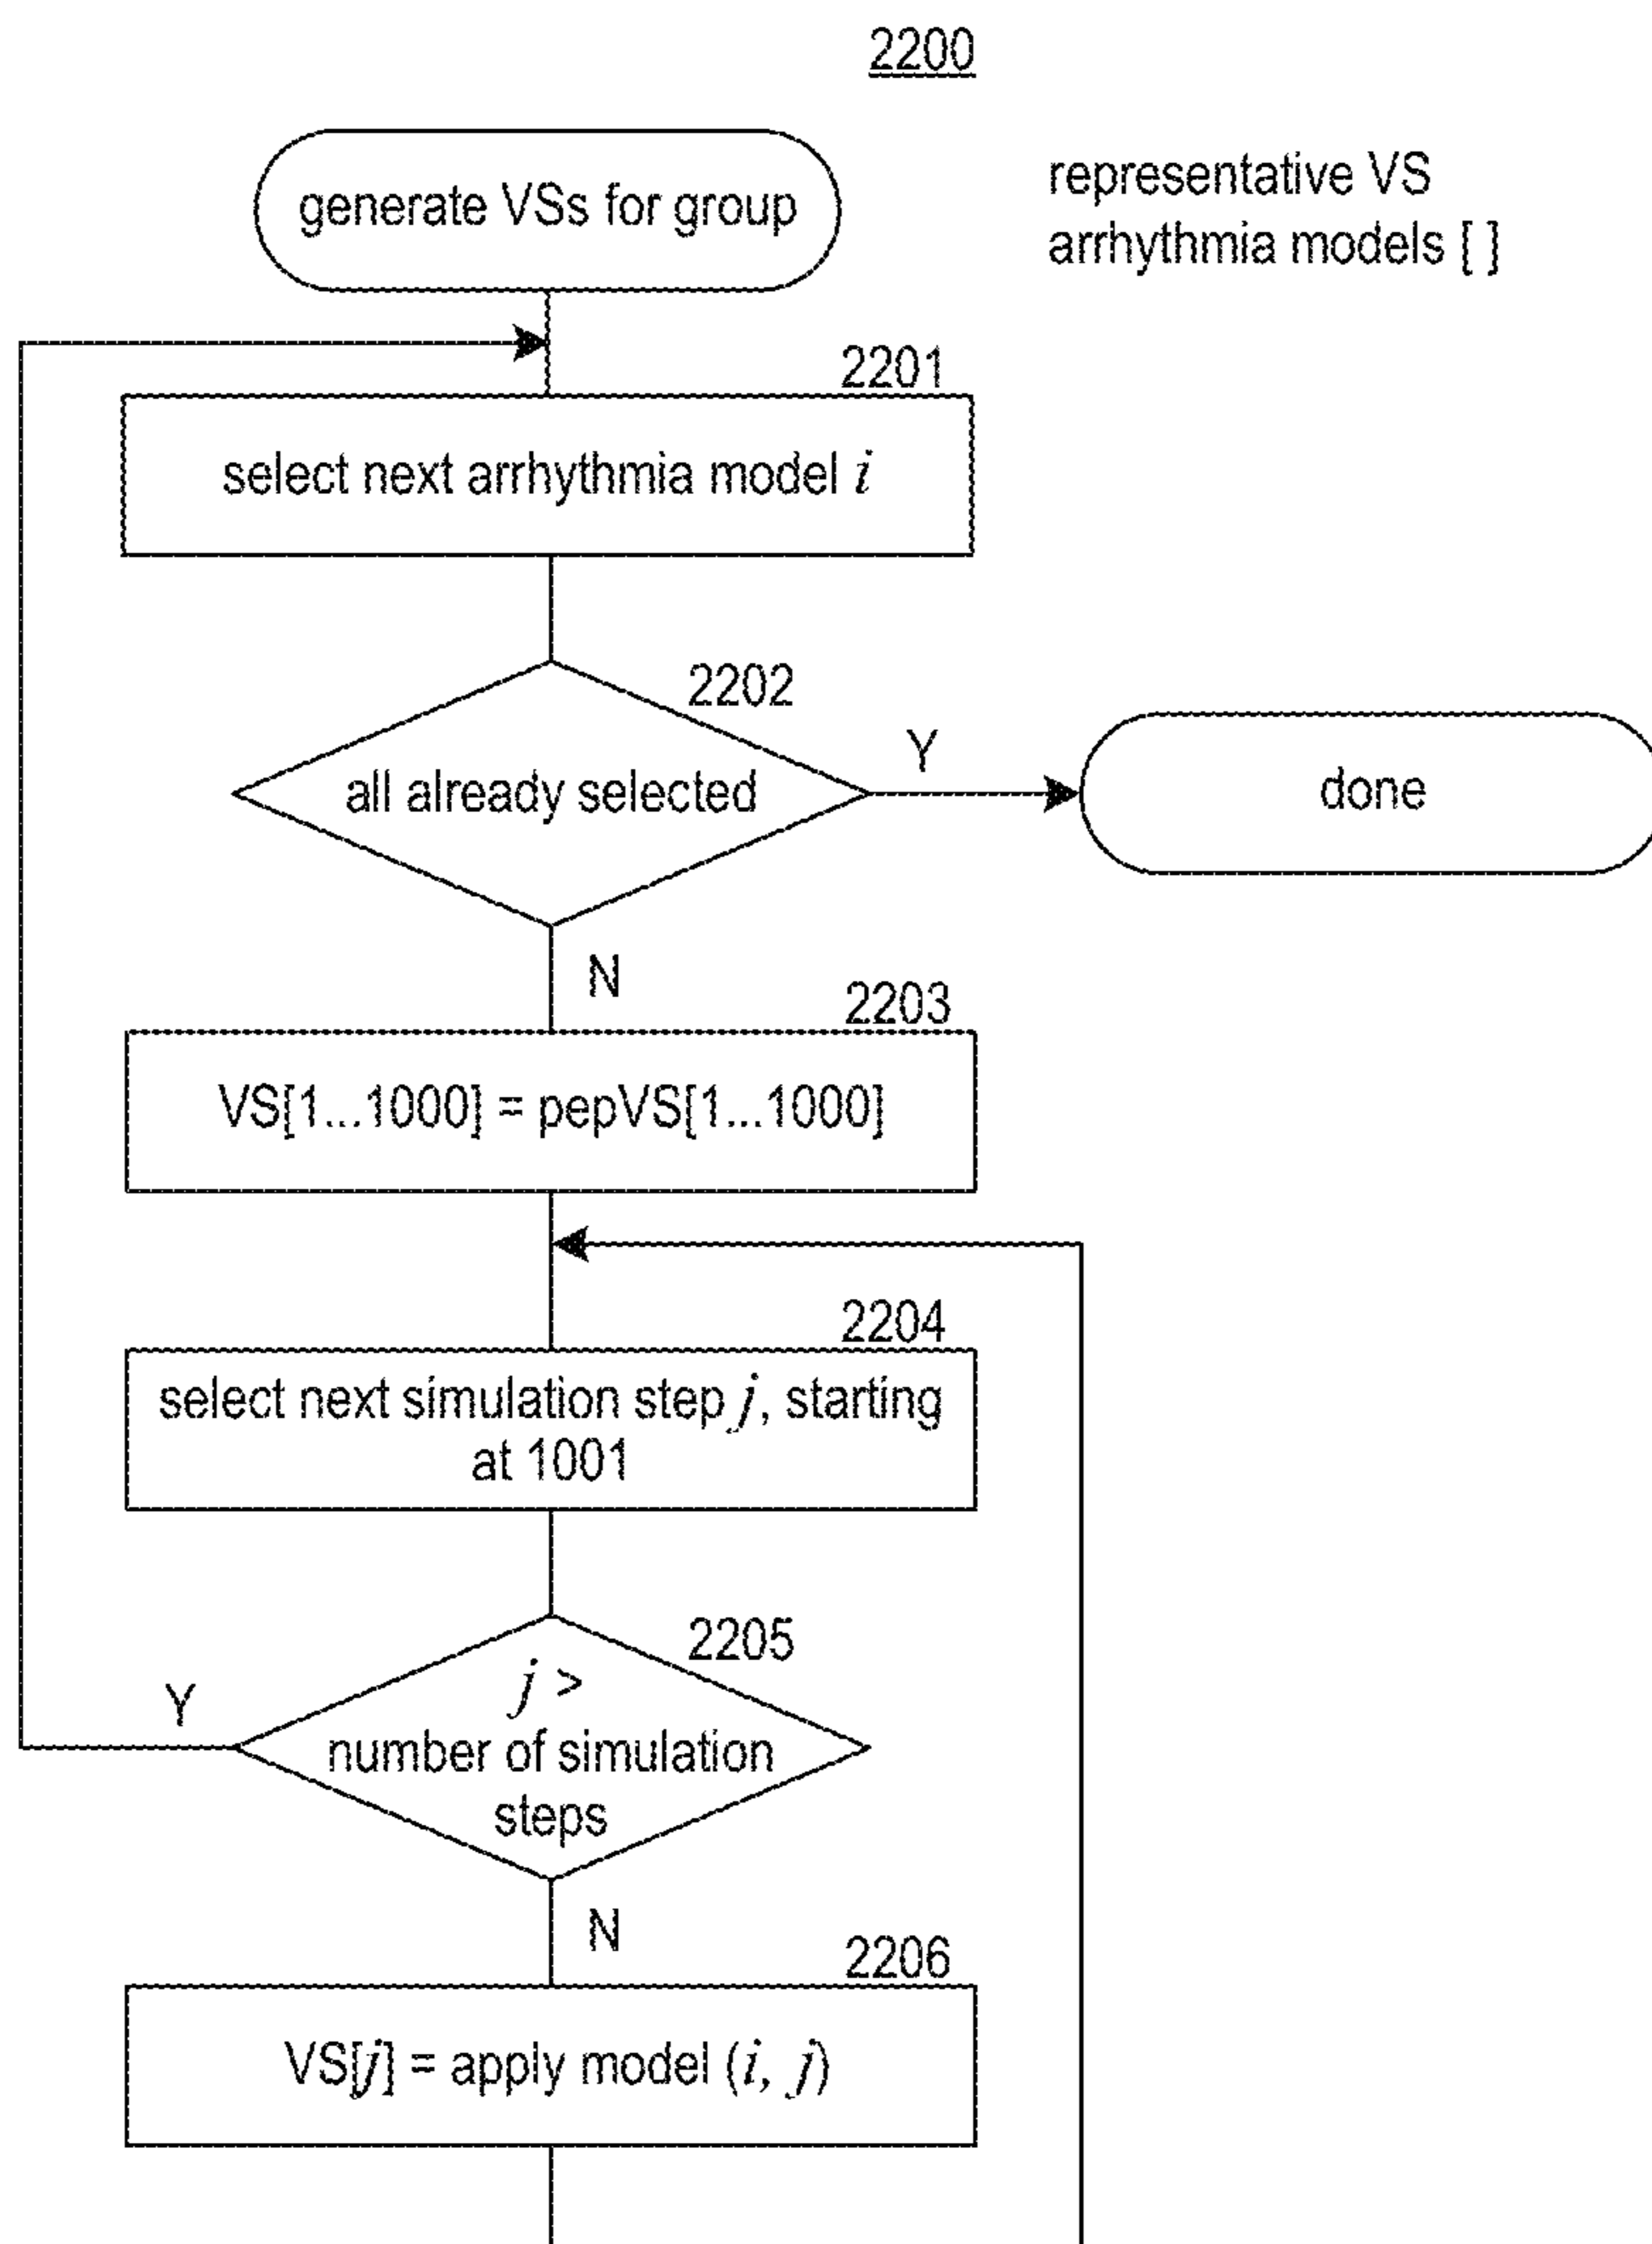 2200
generate VSs for group
representative VS
arrhythmia models [ ]
2201
select next arrhythmia model i
2202
all already selected
Y
done
N
2203
VS[1...1000] = pepVS[1...1000]
2204
select next simulation step j, starting
at 1001
2205
j >
number of simulation
steps
Y
N
2206
VS[j] = apply model (i, j)